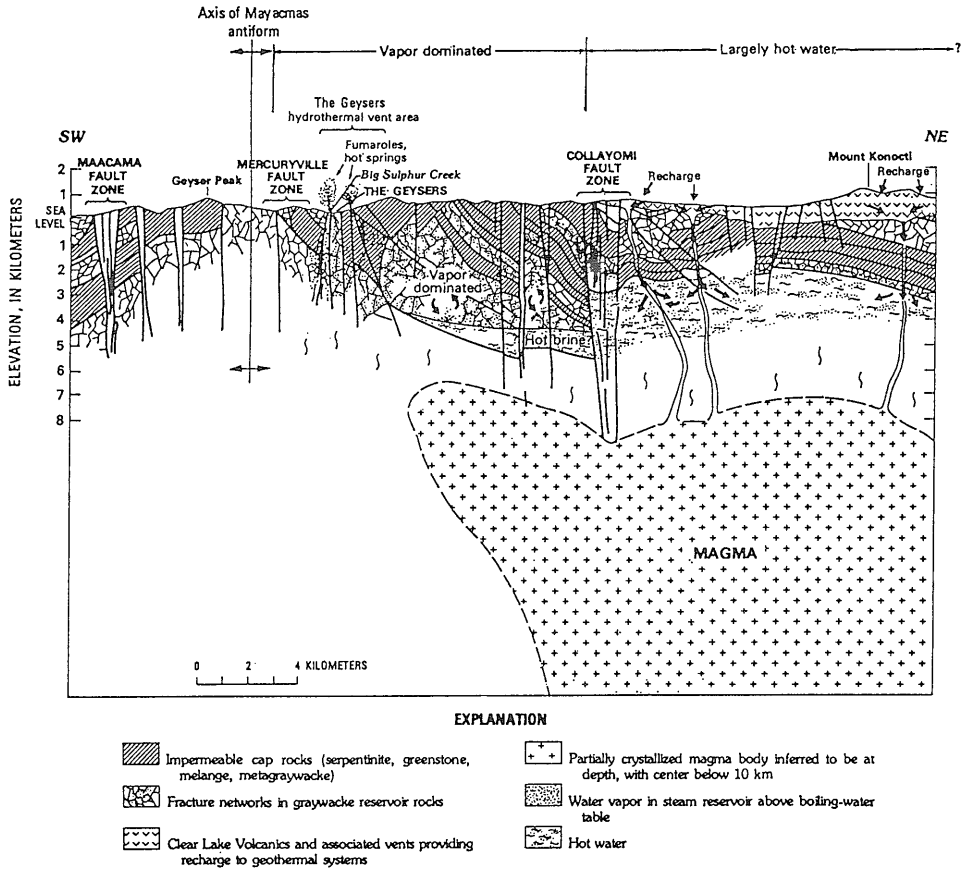 Axis of Mayacmas
antiform
Vapor dominated
Largely hot water
?
The Geysers
hydrothermal vent area
SW
NE
Fumaroles,
hot springs
MAACAMA
FAULT
ZONE
Geyser Peak
MERCURYVILLE
FAULT
ZONE
Big Sulphur Creek
THE GEYSERS
COLLAYOMI
FAULT
ZONE
Recharge
Mount Konocti
Recharge
ELEVATION, IN KILOMETERS
2
1
SEA
LEVEL
1
2
3
4
5
6
7
8
Vapor
dominated
Hot brine?
MAGMA
0 2 4 KILOMETERS
EXPLANATION
Impermeable cap rocks (serpentinite, greenstone,
melange, metagraywacke)
Fracture networks in graywacke reservoir rocks
Clear Lake Volcanics and associated vents providing
recharge to geothermal systems
Partially crystallized magma body inferred to be at
depth, with center below 10 km
Water vapor in steam reservoir above boiling-water
table
Hot water